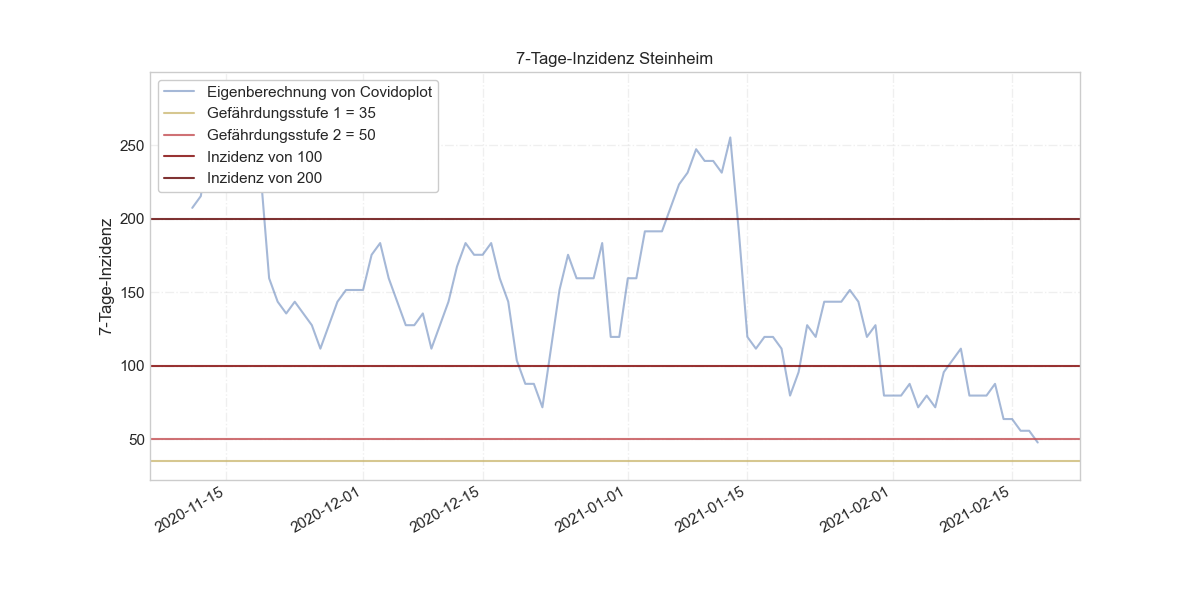 7-Tage-Inzidenz Steinheim
Eigenberechnung von Covidoplot
Gefährdungsstufe 1 = 35
Gefährdungsstufe 2 = 50
Inzidenz von 100
Inzidenz von 200
7-Tage-Inzidenz
250
200
150
100
50
2020-11-15
2020-12-01
2020-12-15
2021-01-01
2021-01-15
2021-02-01
2021-02-15